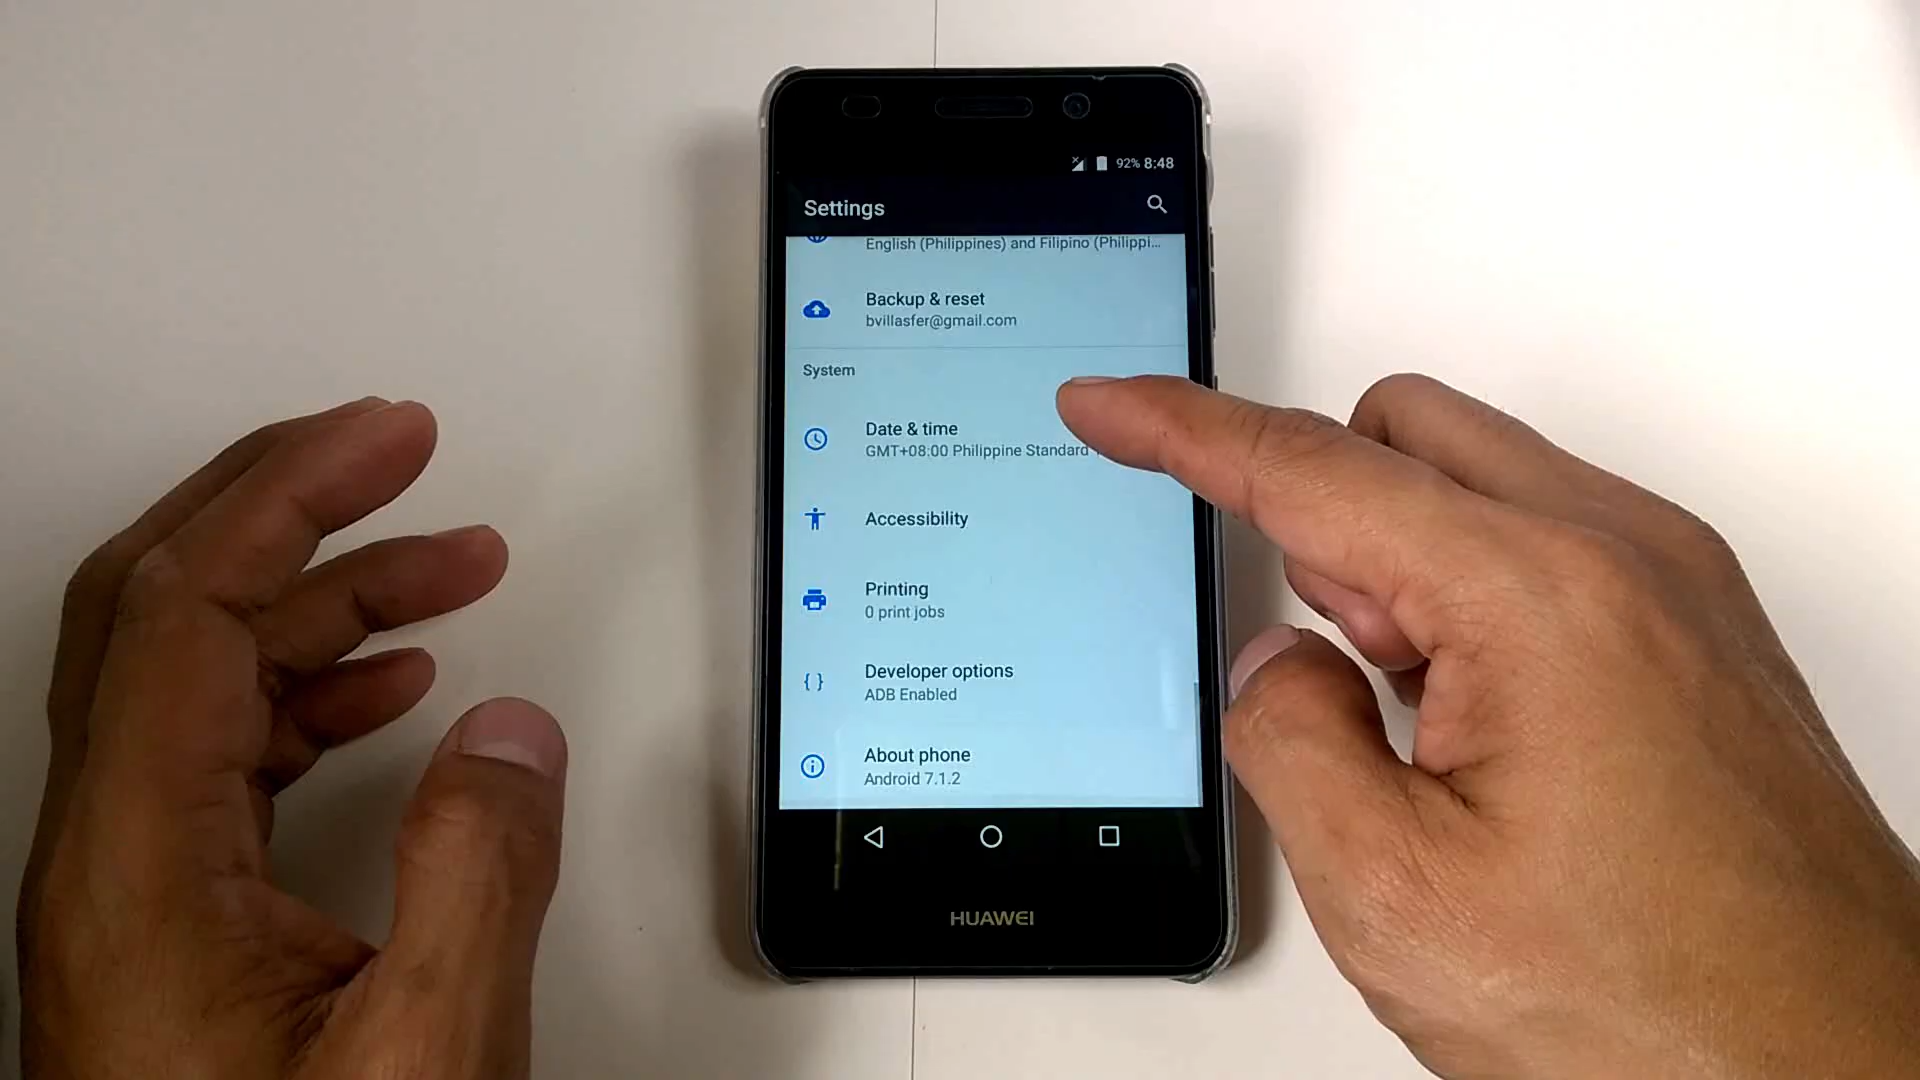 92% 8:48
Settings
English (Philippines) and Filipino (Philippi...
Backup & reset
bvillasfer@gmail.com
System
Date & time
GMT+08:00 Philippine Standard
Accessibility
Printing
0 print jobs
{ } Developer options
ADB Enabled
About phone
Android 7.1.2
HUAWEI